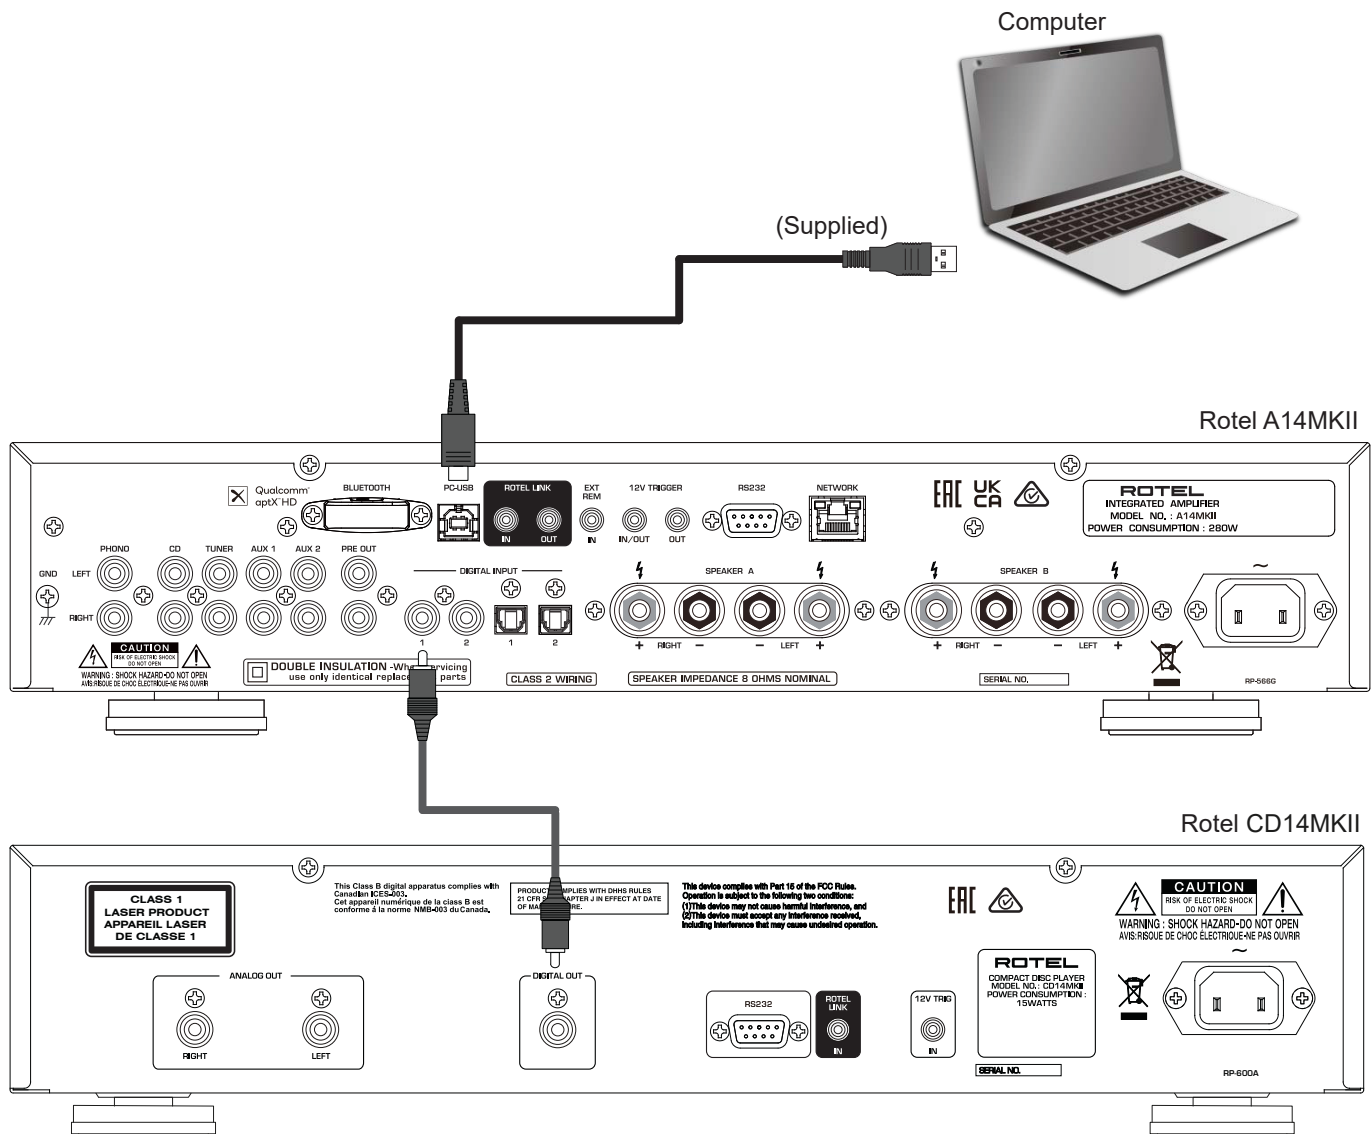 Computer
(Supplied)
Rotel A14MKII
Qualcomm
aptX HD
BLUETOOTH
PC-USB
ROTEL LINK
IN
OUT
EXT
REM
IN
12V TRIGGER
IN/OUT
OUT
RS232
NETWORK
EAC
UK
CA
ROTEL
INTEGRATED AMPLIFIER
MODEL NO. : A14MKII
POWER CONSUMPTION : 280W
PHONO
CD
TUNER
AUX 1
AUX 2
PRE OUT
GND
LEFT
RIGHT
DIGITAL INPUT
1
2
1
2
SPEAKER A
+ RIGHT −
− LEFT +
SPEAKER B
+ RIGHT −
− LEFT +
~
CAUTION
RISK OF ELECTRIC SHOCK
DO NOT OPEN
WARNING : SHOCK HAZARD-DO NOT OPEN
AVIS:RISQUE DE CHOC ÉLECTRIQUE-NE PAS OUVRIR
DOUBLE INSULATION -When servicing
use only identical parts
CLASS 2 WIRING
SPEAKER IMPEDANCE 8 OHMS NOMINAL
SERIAL NO.
RP-566G
Rotel CD14MKII
CLASS 1
LASER PRODUCT
APPAREIL LASER
DE CLASSE 1
This Class B digital apparatus complies with
Canadian ICES-003.
Cet appareil numérique de la class B est
conforme á la norme NMB-003 du Canada.
PRODUCT COMPLIES WITH DHHS RULES
21 CFR J IN EFFECT AT DATE
OF
This device complies with Part 15 of the FCC Rules.
Operation is subject to the following two conditions:
(1)This device may not cause harmful interference, and
(2)This device must accept any interference received,
including interference that may cause undesired operation.
EAC
CAUTION
RISK OF ELECTRIC SHOCK
DO NOT OPEN
WARNING : SHOCK HAZARD-DO NOT OPEN
AVIS:RISQUE DE CHOC ÉLECTRIQUE-NE PAS OUVRIR
~
ANALOG OUT
RIGHT
LEFT
DIGITAL OUT
RS232
ROTEL
LINK
IN
12V TRIG
IN
ROTEL
COMPACT DISC PLAYER
MODEL NO. : CD14MKII
POWER CONSUMPTION :
15WATTS
SERIAL NO.
RP-600A